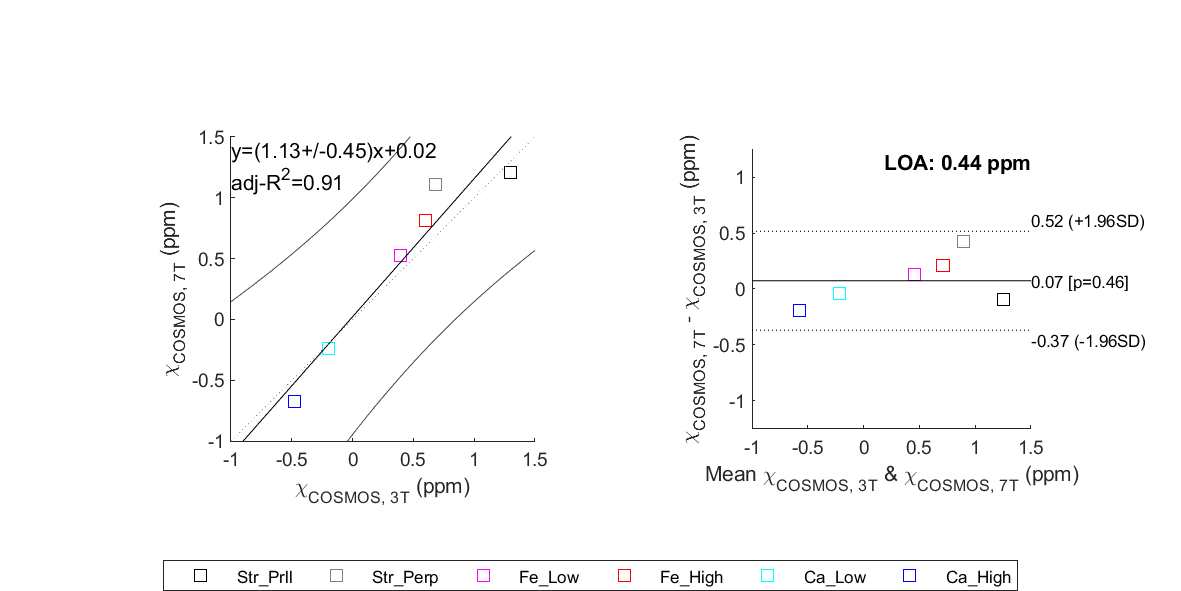 y=(1.13+/-0.45)x+0.02
adj-R2=0.91
1.5
1
0.5
0
-0.5
-1
-1 -0.5 0 0.5 1 1.5
χCOSMOS, 7T (ppm)
χCOSMOS, 3T (ppm)
LOA: 0.44 ppm
1
0.5
0
-0.5
-1
-1 -0.5 0 0.5 1 1.5
0.52 (+1.96SD)
0.07 [p=0.46]
-0.37 (-1.96SD)
χCOSMOS, 7T - χCOSMOS, 3T (ppm)
Mean χCOSMOS, 3T & χCOSMOS, 7T (ppm)
Str_Prll Str_Perp Fe_Low Fe_High Ca_Low Ca_High